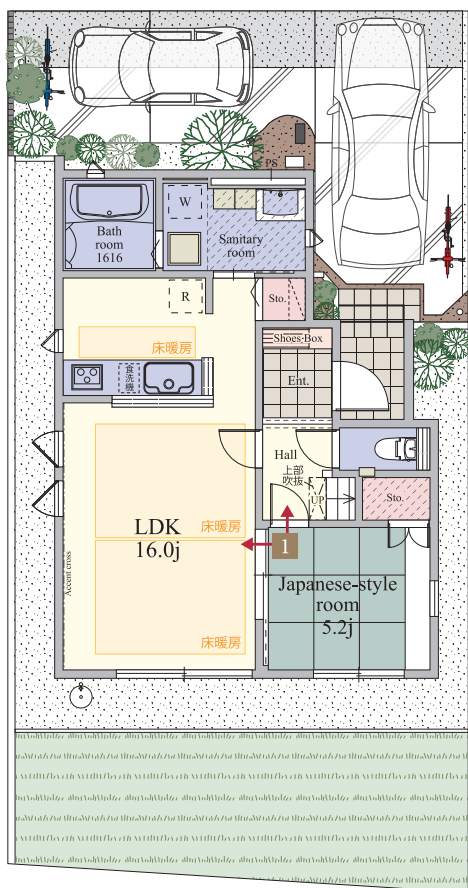 PS
W
Bath
room
1616
Sanitary
room
R
Sto.
床暖房
Shoes·Box
食洗機
Ent.
Hall
上部
吹抜
UP
Sto.
床暖房
LDK
16.0j
1
Accent cross
Japanese-style
room
5.2j
床暖房